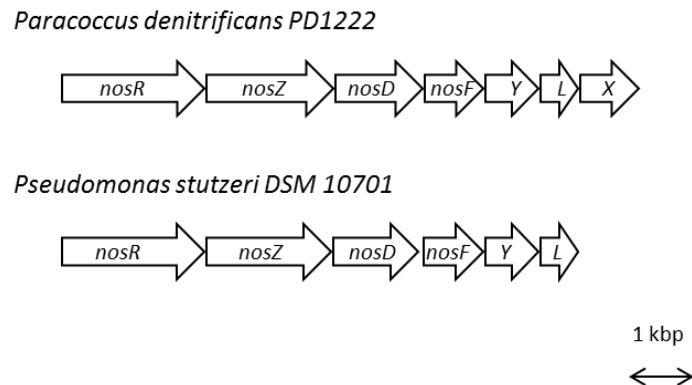 Paracoccus denitrificans PD1222
nosR nosZ nosD nosF Y L X
Pseudomonas stutzeri DSM 10701
nosR nosZ nosD nosF Y L
1 kbp